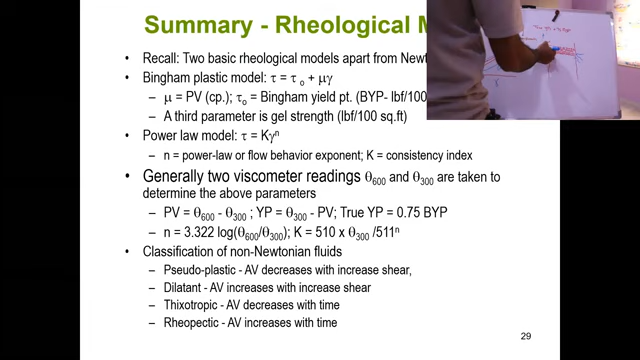 Summary - Rheological M
• Recall: Two basic rheological models apart from Newt
• Bingham plastic model: τ = τ o + μγ
– μ = PV (cp.); τo = Bingham yield pt. (BYP- lbf/100
– A third parameter is gel strength (lbf/100 sq.ft)
• Power law model: τ = Kγn
– n = power-law or flow behavior exponent; K = consistency index
• Generally two viscometer readings θ600 and θ300 are taken to
determine the above parameters
– PV = θ600 - θ300 ; YP = θ300 - PV; True YP = 0.75 BYP
– n = 3.322 log(θ600/θ300); K = 510 x θ300 /511n
• Classification of non-Newtonian fluids
– Pseudo-plastic - AV decreases with increase shear,
– Dilatant - AV increases with increase shear
– Thixotropic - AV decreases with time
– Rheopectic - AV increases with time
29